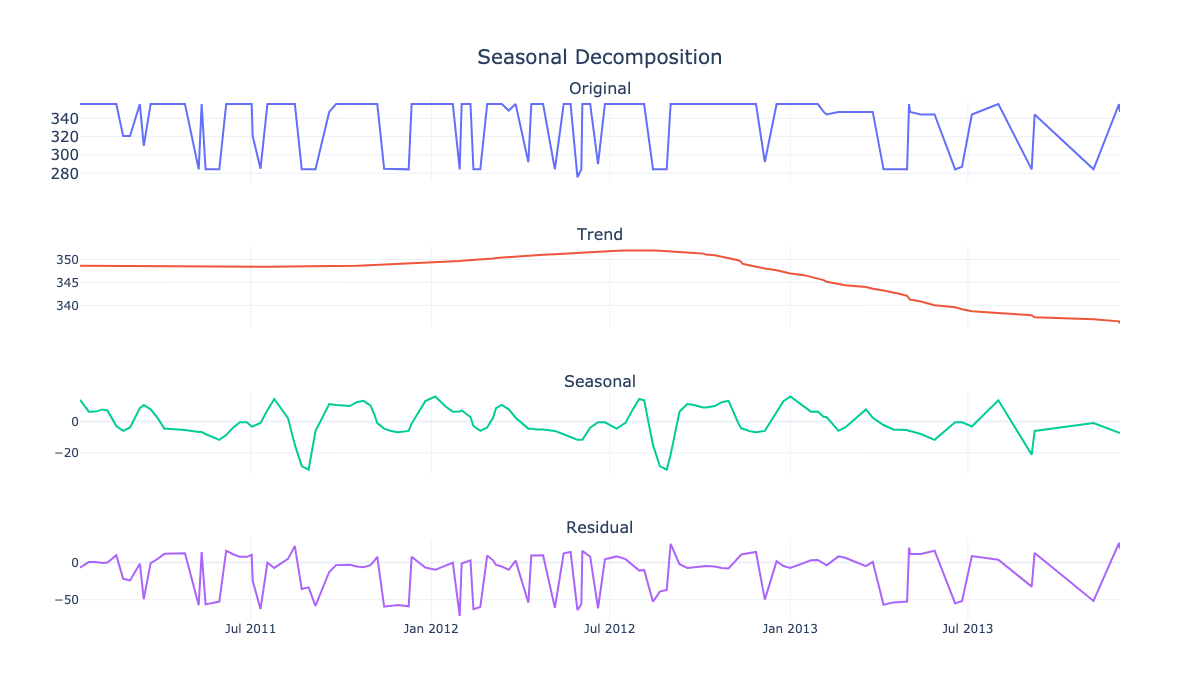 Seasonal Decomposition
Original
340
320
300
280
Trend
350
345
340
Seasonal
0
−20
Residual
0
−50
Jul 2011 Jan 2012 Jul 2012 Jan 2013 Jul 2013